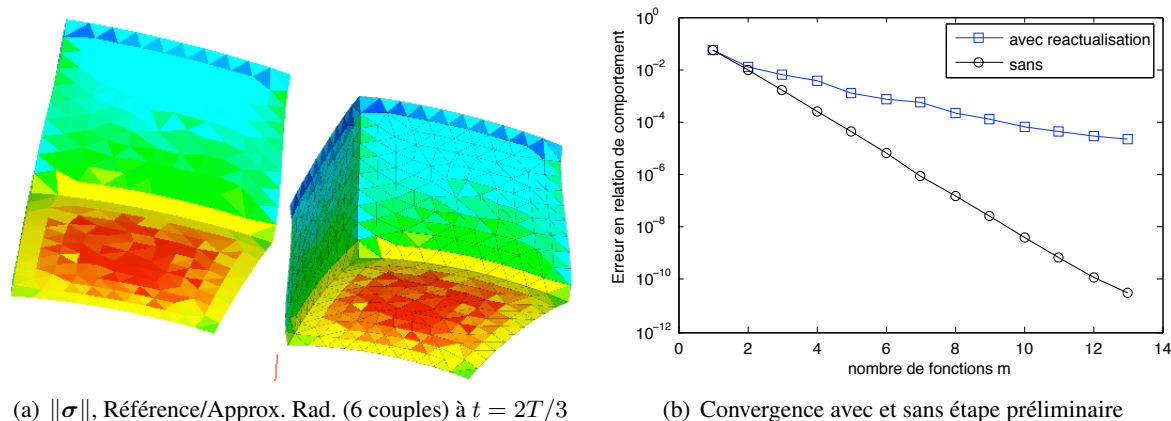 10^0
10^{-2}
10^{-4}
10^{-6}
10^{-8}
10^{-10}
10^{-12}
Erreur en relation de comportement
avec reactualisation
sans
0 2 4 6 8 10 12 14
nombre de fonctions m
(a) ‖σ‖, Référence/Approx. Rad. (6 couples) à t = 2T/3
(b) Convergence avec et sans étape préliminaire